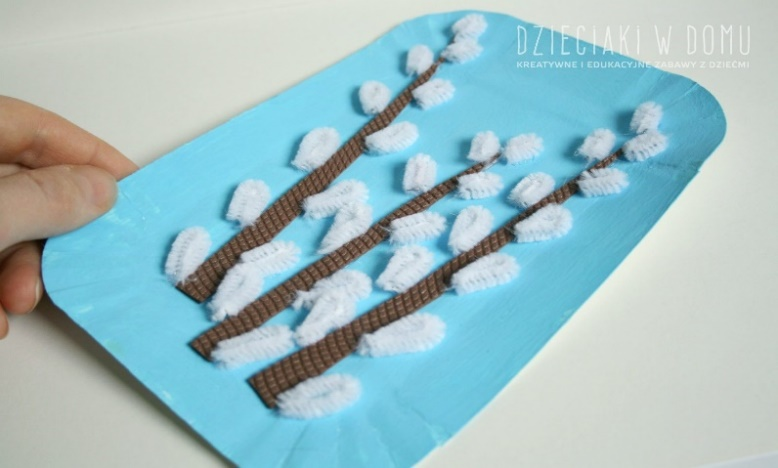 DZIECIAKI W DOMU
KREATYWNE I EDUKACYJNE ZABAWY Z DZIEĆMI